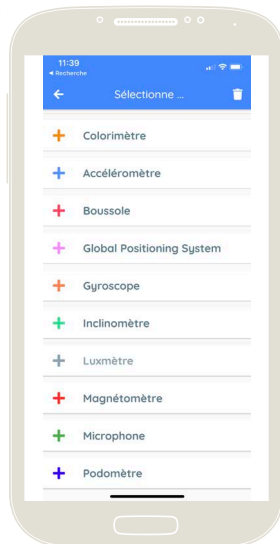 11:39
◀ Recherche
Sélectionne ...
Colorimètre
Accéléromètre
Boussole
Global Positioning System
Gyroscope
Inclinomètre
Luxmètre
Magnétomètre
Microphone
Podomètre